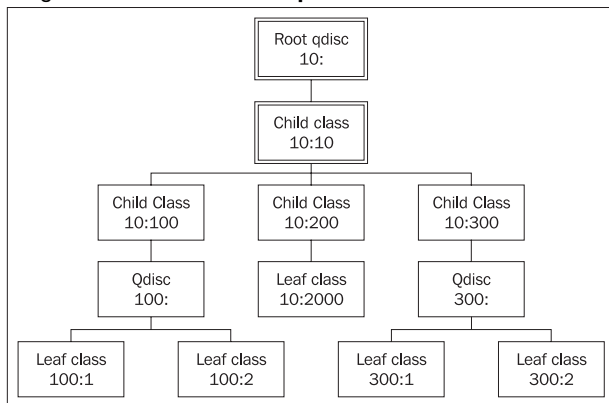 Root qdisc
10:
Child class
10:10
Child Class
10:100
Child Class
10:200
Child Class
10:300
Qdisc
100:
Leaf class
10:2000
Qdisc
300:
Leaf class
100:1
Leaf class
100:2
Leaf class
300:1
Leaf class
300:2